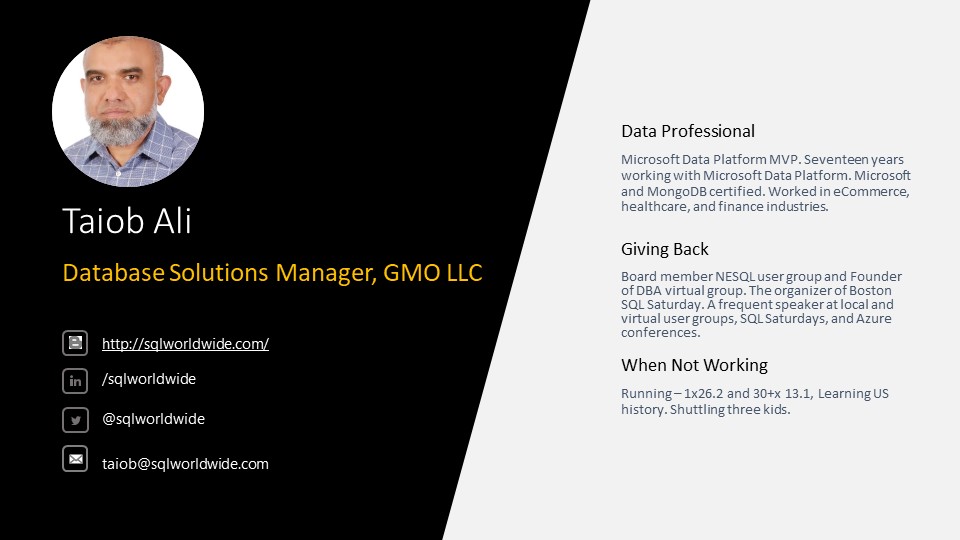 Taiob Ali
Database Solutions Manager, GMO LLC
http://sqlworldwide.com/
in
/sqlworldwide
@sqlworldwide
taiob@sqlworldwide.com
Data Professional
Microsoft Data Platform MVP. Seventeen years
working with Microsoft Data Platform. Microsoft
and MongoDB certified. Worked in eCommerce,
healthcare, and finance industries.
Giving Back
Board member NESQL user group and Founder
of DBA virtual group. The organizer of Boston
SQL Saturday. A frequent speaker at local and
virtual user groups, SQL Saturdays, and Azure
conferences.
When Not Working
Running – 1x26.2 and 30+x 13.1, Learning US
history. Shuttling three kids.